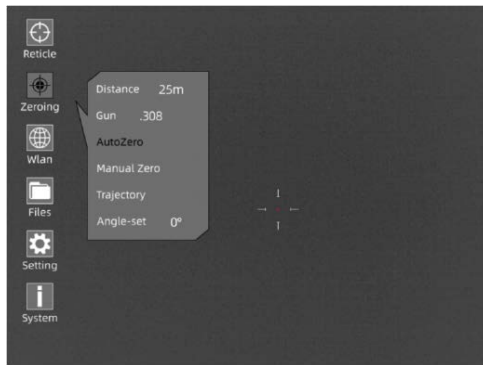 Reticle
Zeroing
Wlan
Files
Setting
System
Distance 25m
Gun .308
AutoZero
Manual Zero
Trajectory
Angle-set 0°